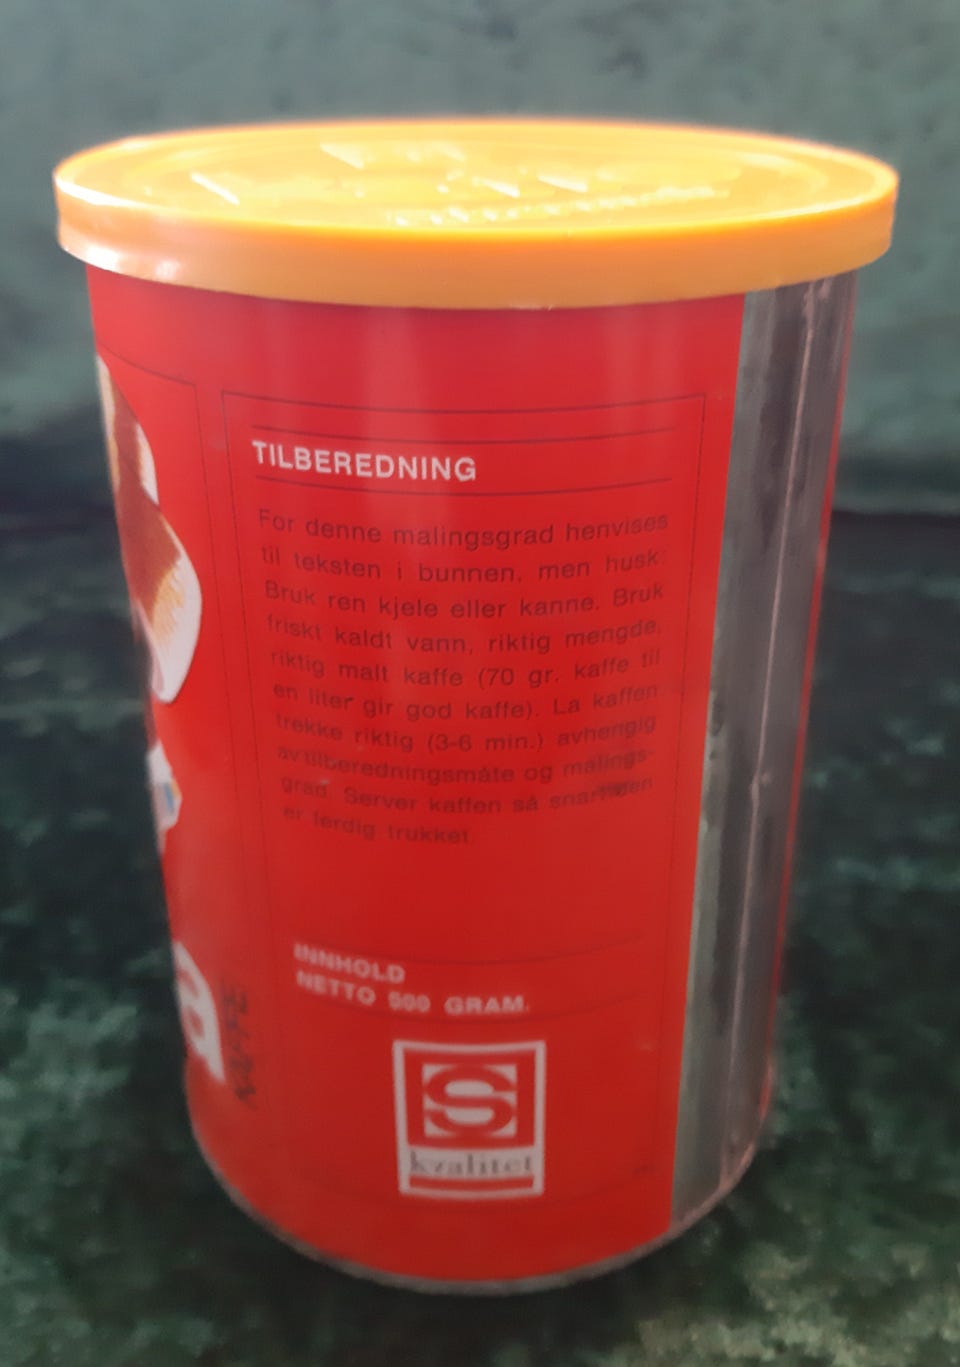 TILBEREDNING
For denne malingsgrad henvises
til teksten i bunnen, men husk:
Bruk ren kjele eller kanne. Bruk
friskt kaldt vann, riktig mengde,
riktig malt kaffe (70 gr. kaffe til
en liter gir god kaffe). La kaffen
trekke riktig (3-6 min.) avhengig
av tilberedningsmåte og malings-
grad. Server kaffen så snart den
er ferdig trukket.
INNHOLD
NETTO 500 GRAM.
a
KAFFE
S
kvalitet